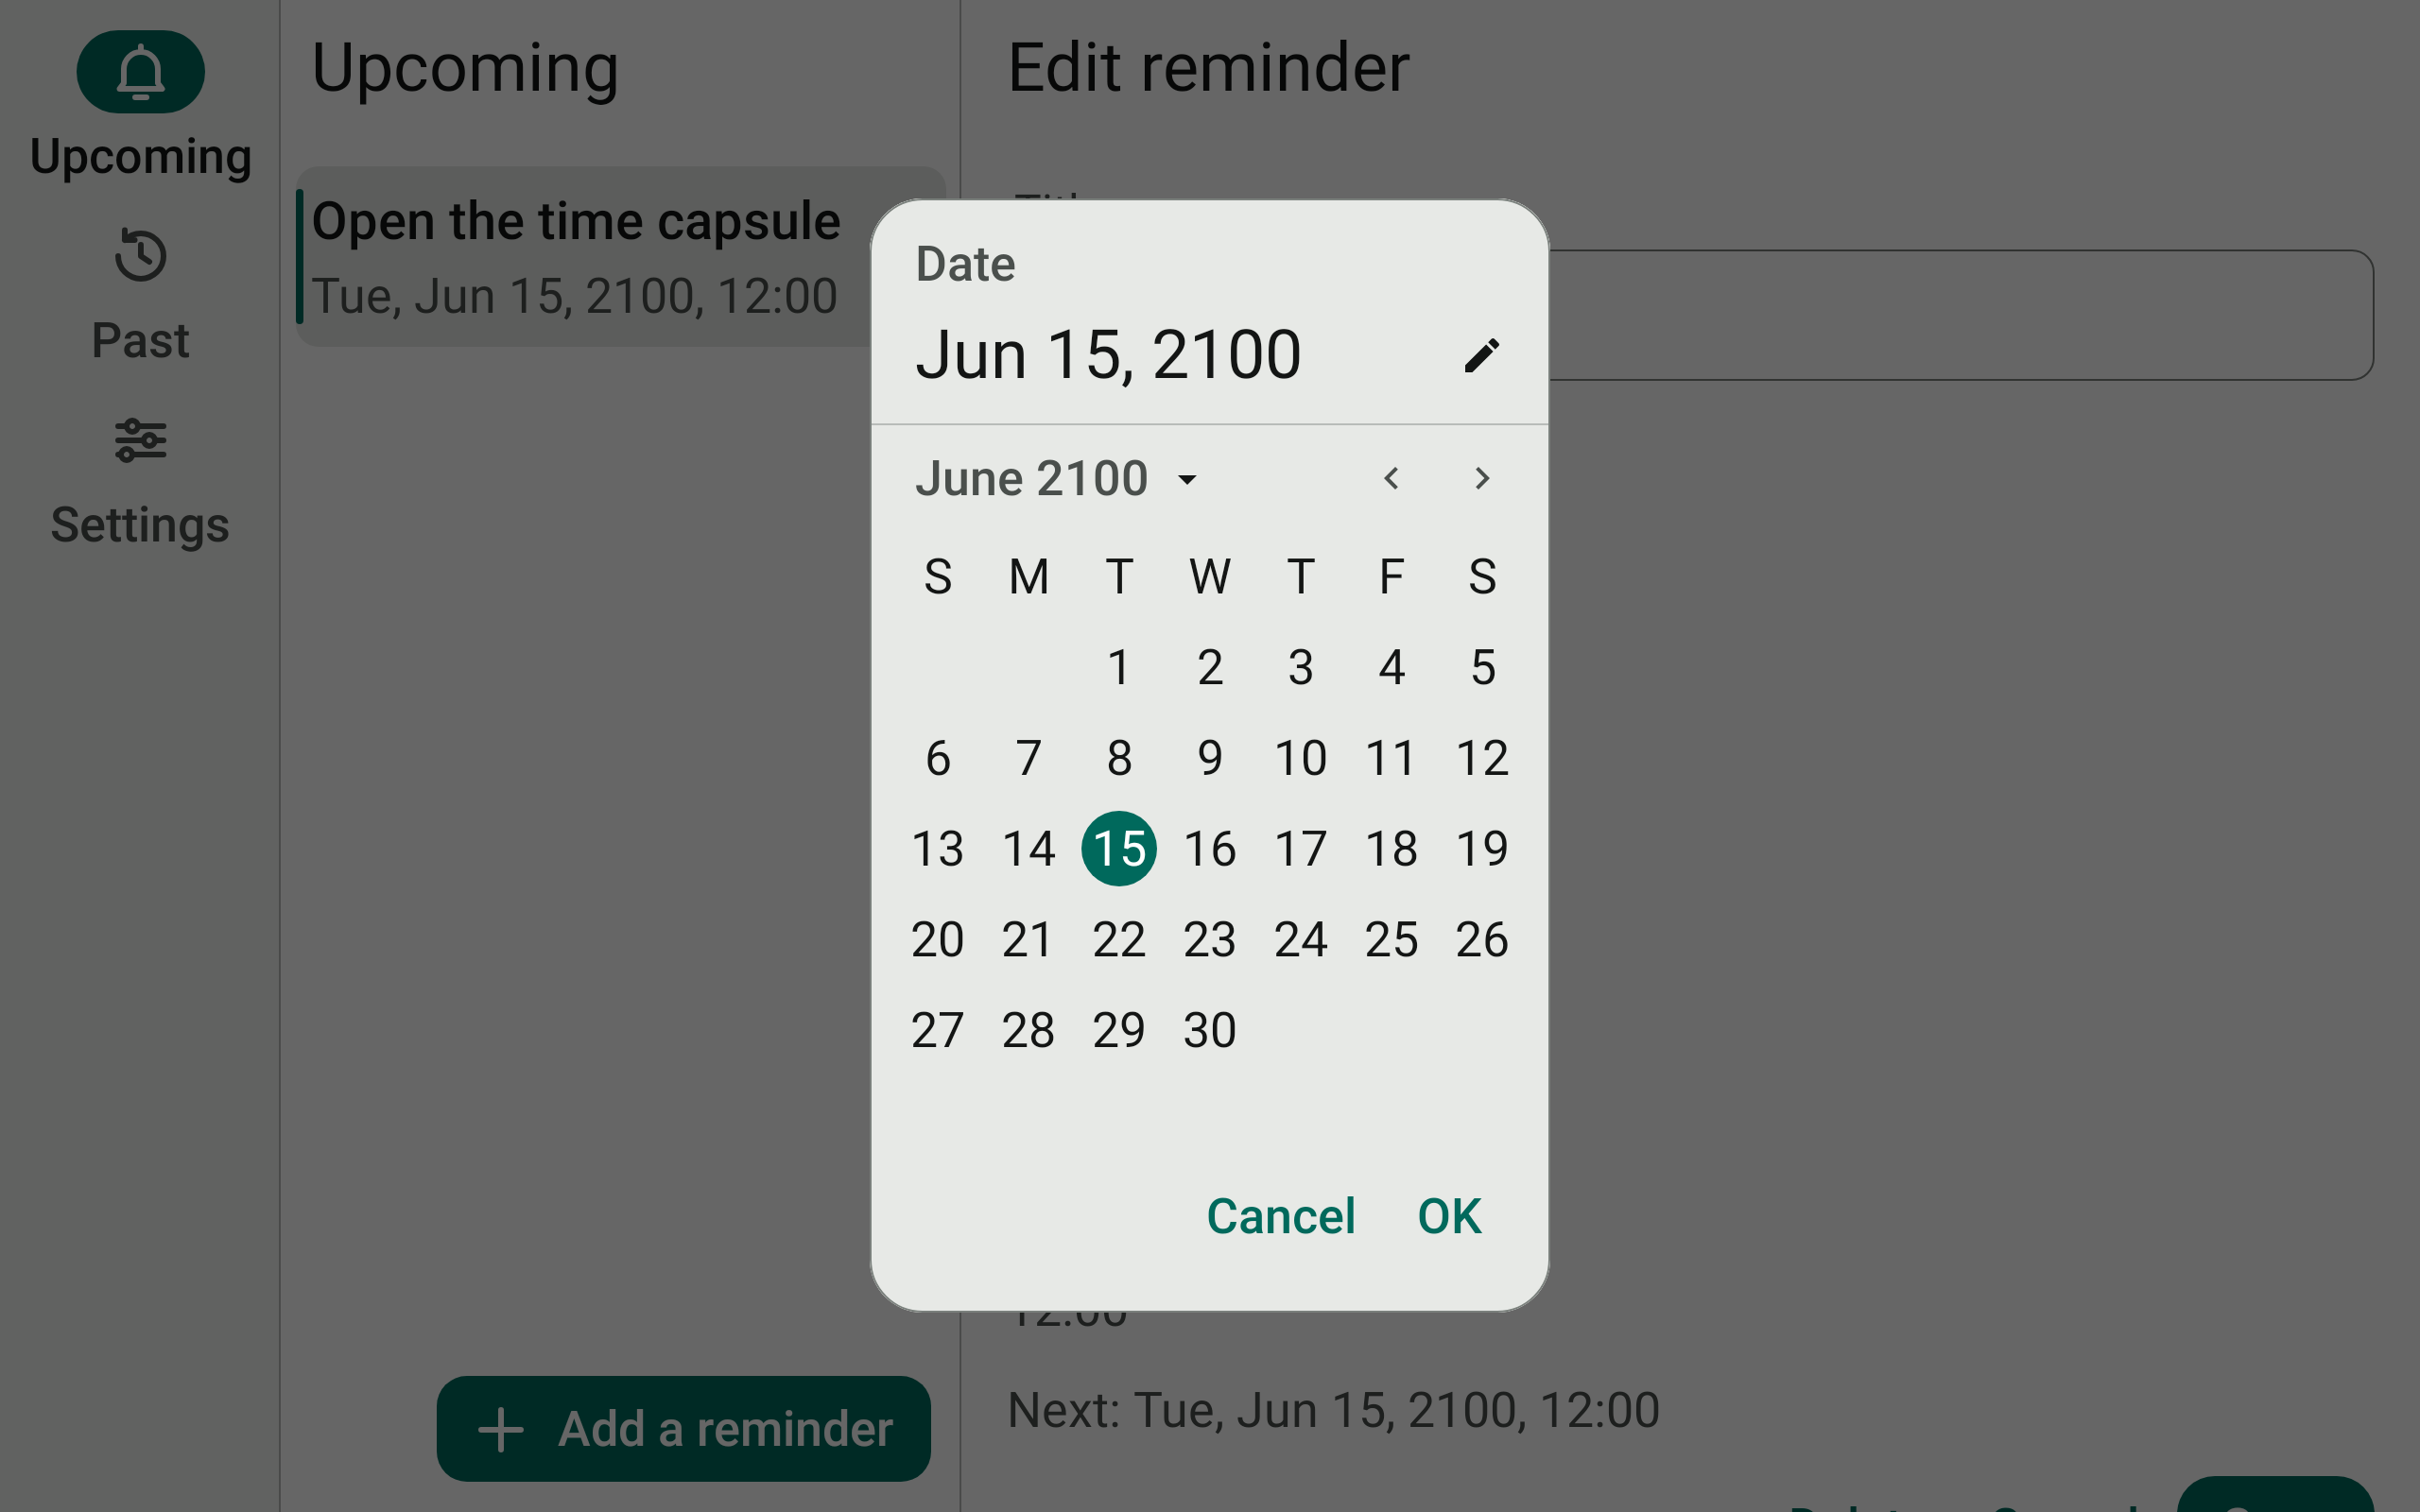 Upcoming
Past
Settings
Upcoming
Open the time capsule
Tue, Jun 15, 2100, 12:00
Add a reminder
Edit reminder
Date
Jun 15, 2100
June 2100
S M T W T F S
1 2 3 4 5
6 7 8 9 10 11 12
13 14 15 16 17 18 19
20 21 22 23 24 25 26
27 28 29 30
Cancel OK
Next: Tue, Jun 15, 2100, 12:00